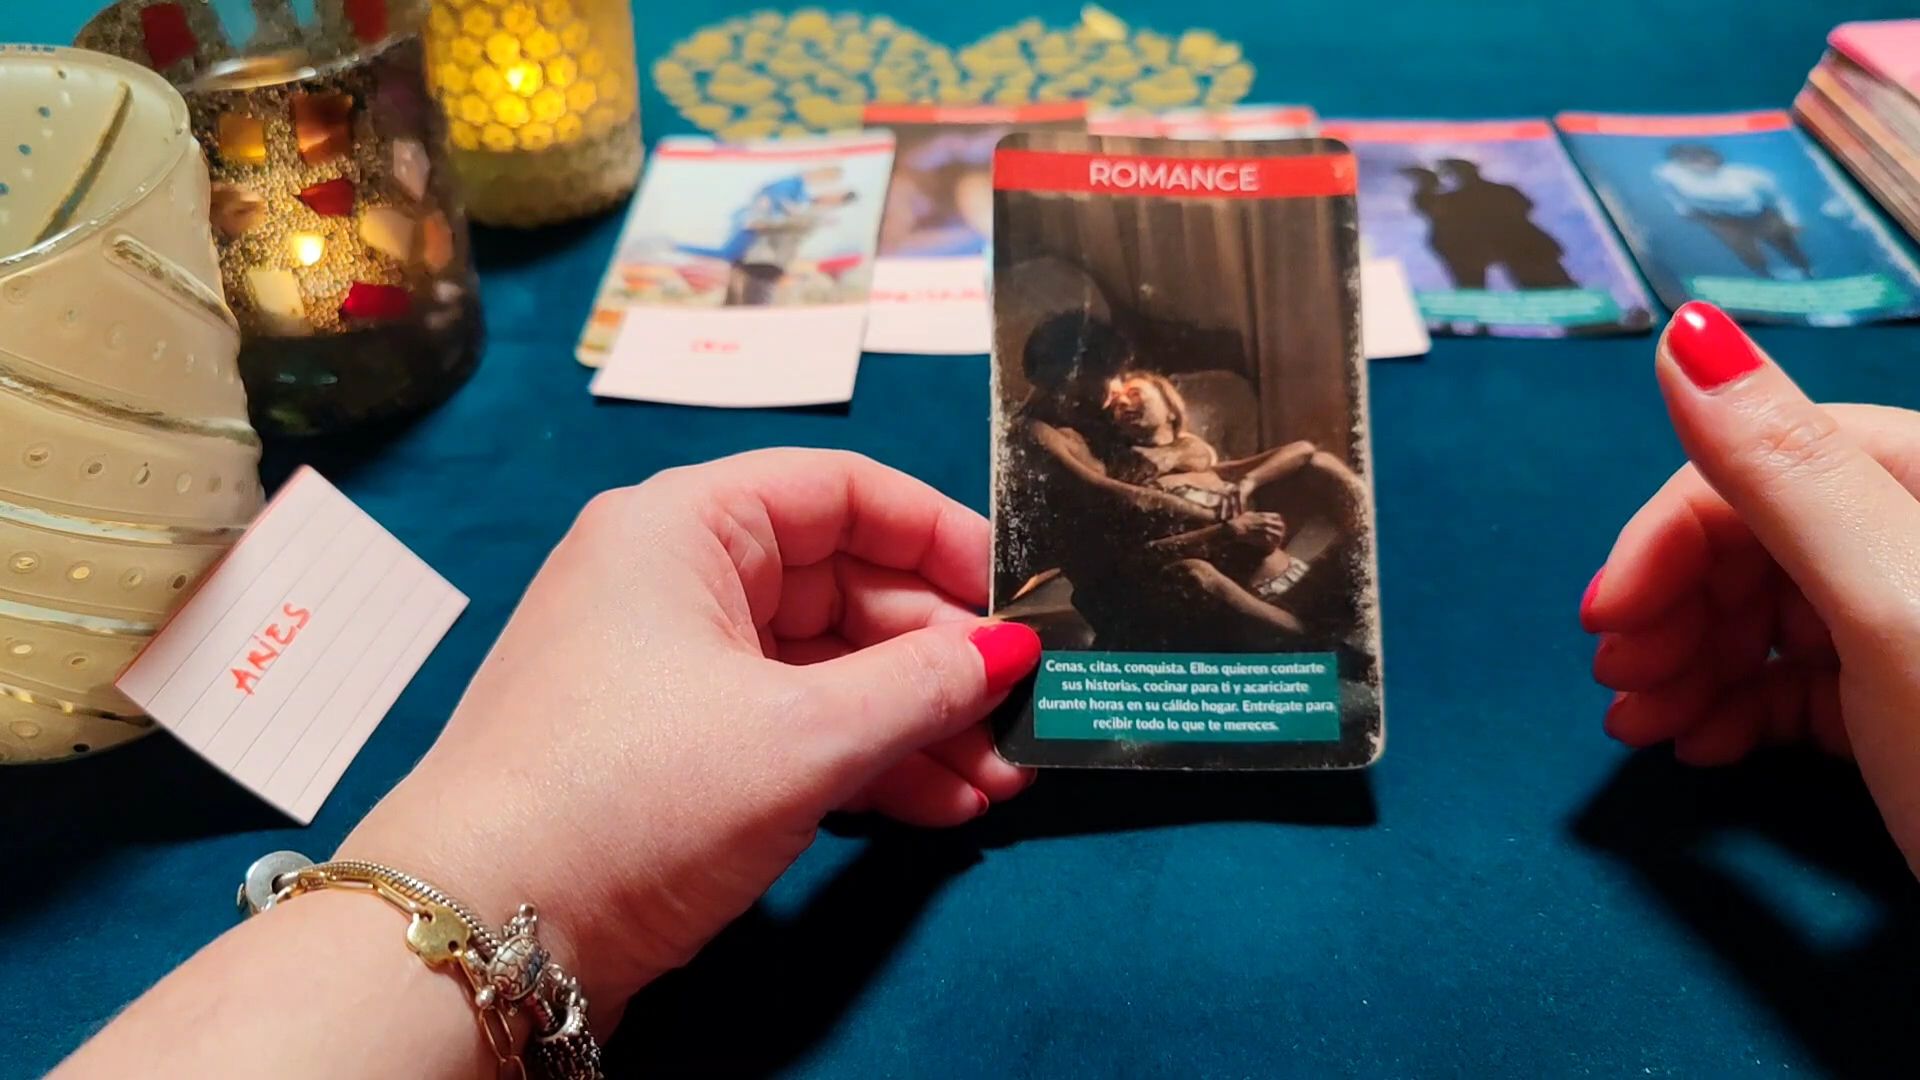 ROMANCE
Cenas, citas, conquista. Ellos quieren contarte
sus historias, cocinar para ti y acariciarte
durante horas en su cálido hogar. Entrégate para
recibir todo lo que te mereces.
ARIES